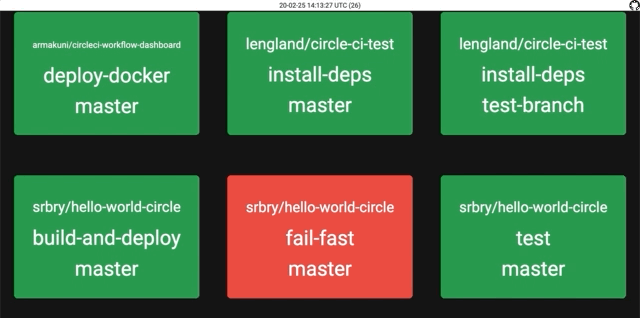 20-02-25 14:13:27 UTC (26)
armakuni/circleci-workflow-dashboard
deploy-docker
master
lengland/circle-ci-test
install-deps
master
lengland/circle-ci-test
install-deps
test-branch
srbry/hello-world-circle
build-and-deploy
master
srbry/hello-world-circle
fail-fast
master
srbry/hello-world-circle
test
master